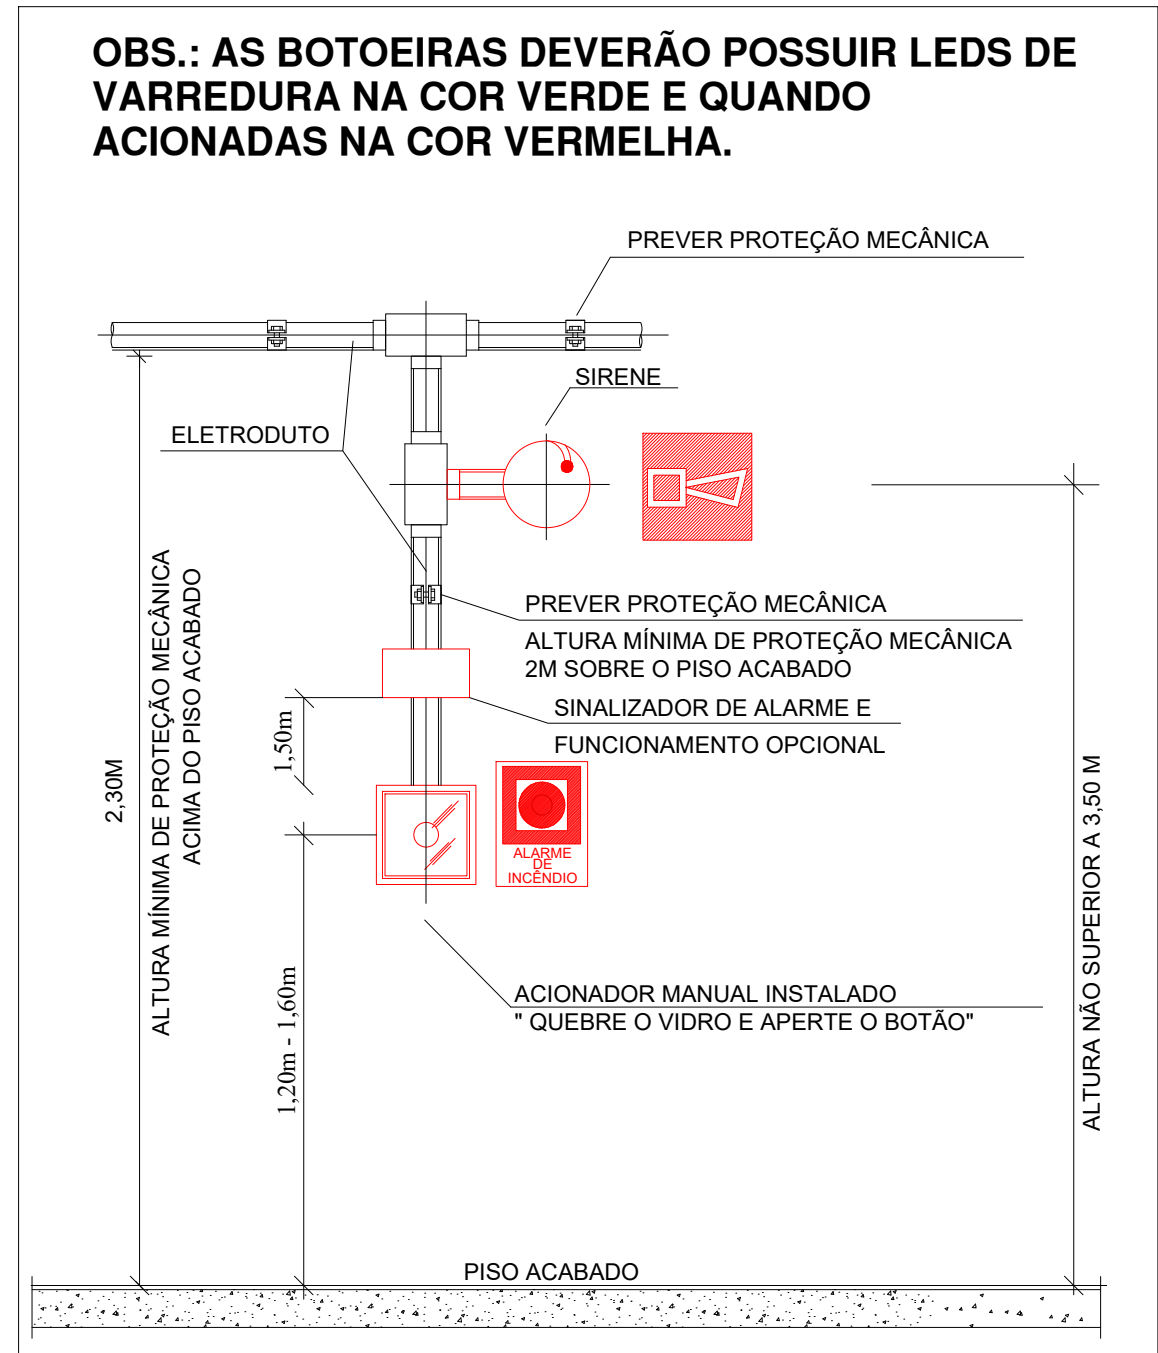 OBS.: AS BOTOEIRAS DEVERÃO POSSUIR LEDS DE
VARREDURA NA COR VERDE E QUANDO
ACIONADAS NA COR VERMELHA.
PREVER PROTEÇÃO MECÂNICA
SIRENE
ELETRODUTO
PREVER PROTEÇÃO MECÂNICA
ALTURA MÍNIMA DE PROTEÇÃO MECÂNICA
2M SOBRE O PISO ACABADO
SINALIZADOR DE ALARME E
FUNCIONAMENTO OPCIONAL
2,30M
ALTURA MÍNIMA DE PROTEÇÃO MECÂNICA
ACIMA DO PISO ACABADO
1,50m
ALARME
DE
INCÊNDIO
1,20m - 1,60m
ACIONADOR MANUAL INSTALADO
" QUEBRE O VIDRO E APERTE O BOTÃO"
ALTURA NÃO SUPERIOR A 3,50 M
PISO ACABADO